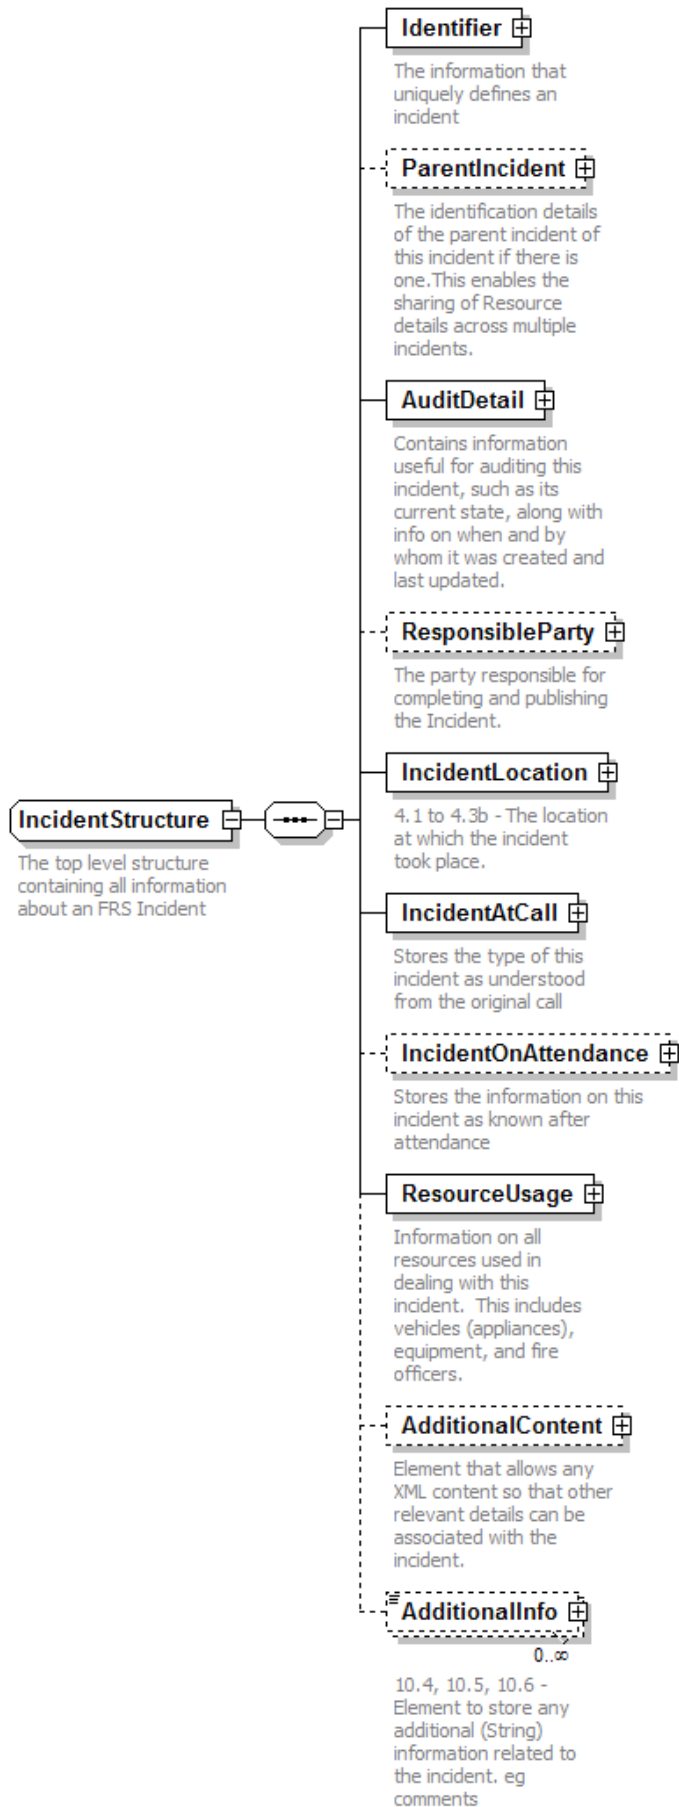 Identifier
The information that
uniquely defines an
incident
ParentIncident
The identification details
of the parent incident of
this incident if there is
one.This enables the
sharing of Resource
details across multiple
incidents.
AuditDetail
Contains information
useful for auditing this
incident, such as its
current state, along with
info on when and by
whom it was created and
last updated.
ResponsibleParty
The party responsible for
completing and publishing
the Incident.
IncidentLocation
4.1 to 4.3b - The location
at which the incident
took place.
IncidentStructure
The top level structure
containing all information
about an FRS Incident
IncidentAtCall
Stores the type of this
incident as understood
from the original call
IncidentOnAttendance
Stores the information on this
incident as known after
attendance
ResourceUsage
Information on all
resources used in
dealing with this
incident.  This includes
vehicles (appliances),
equipment, and fire
officers.
AdditionalContent
Element that allows any
XML content so that other
relevant details can be
associated with the
incident.
AdditionalInfo
0..∞
10.4, 10.5, 10.6 -
Element to store any
additional (String)
information related to
the incident. eg
comments